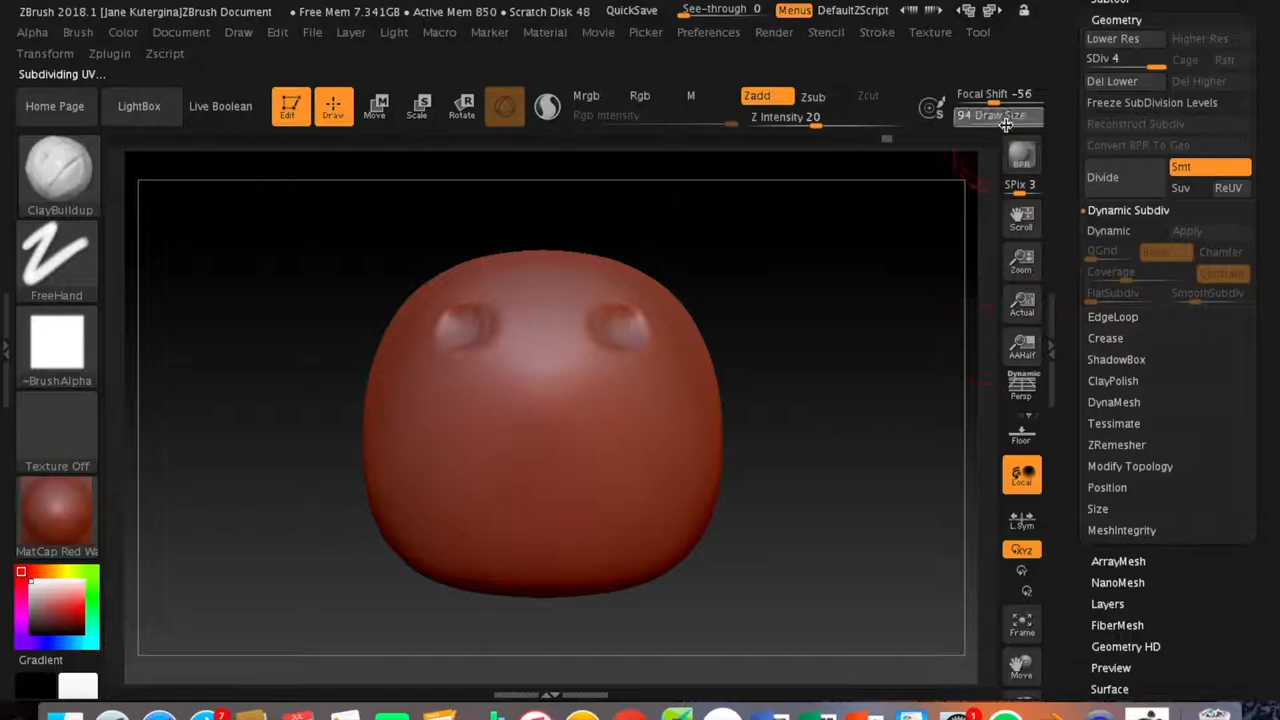 ZBrush 2018.1 [Jane Kutergina]ZBrush Document
• Free Mem 7.341GB • Active Mem 850 • Scratch Disk 48
QuickSave
See-through 0
Menus
DefaultZScript
Alpha Brush Color Document Draw Edit File Layer Light Macro Marker Material Movie Picker Preferences Render Stencil Stroke Texture Tool
Transform Zplugin Zscript
Subdividing UV...
Home Page
LightBox
Live Boolean
Edit
Draw
Move
Scale
Rotate
Mrgb Rgb M
Rgb Intensity
Zadd Zsub Zcut
Z Intensity 20
Focal Shift -56
94 Draw Size
ClayBuildup
FreeHand
~BrushAlpha
Texture Off
MatCap Red Wa
Gradient
BPR
SPix 3
Scroll
Zoom
Actual
AAHalf
Dynamic
Persp
Floor
Local
L.Sym
XYZ
Frame
Move
Geometry
Lower Res Higher Res
SDiv 4 Cage Rstr
Del Lower Del Higher
Freeze SubDivision Levels
Reconstruct Subdiv
Convert BPR To Geo
Divide
Smt
Suv ReUV
Dynamic Subdiv
Dynamic Apply
QGrid Chamfer
Coverage
FlatSubdiv SmoothSubdiv
EdgeLoop
Crease
ShadowBox
ClayPolish
DynaMesh
Tessimate
ZRemesher
Modify Topology
Position
Size
MeshIntegrity
ArrayMesh
NanoMesh
Layers
FiberMesh
Geometry HD
Preview
Surface
7
JUL
1